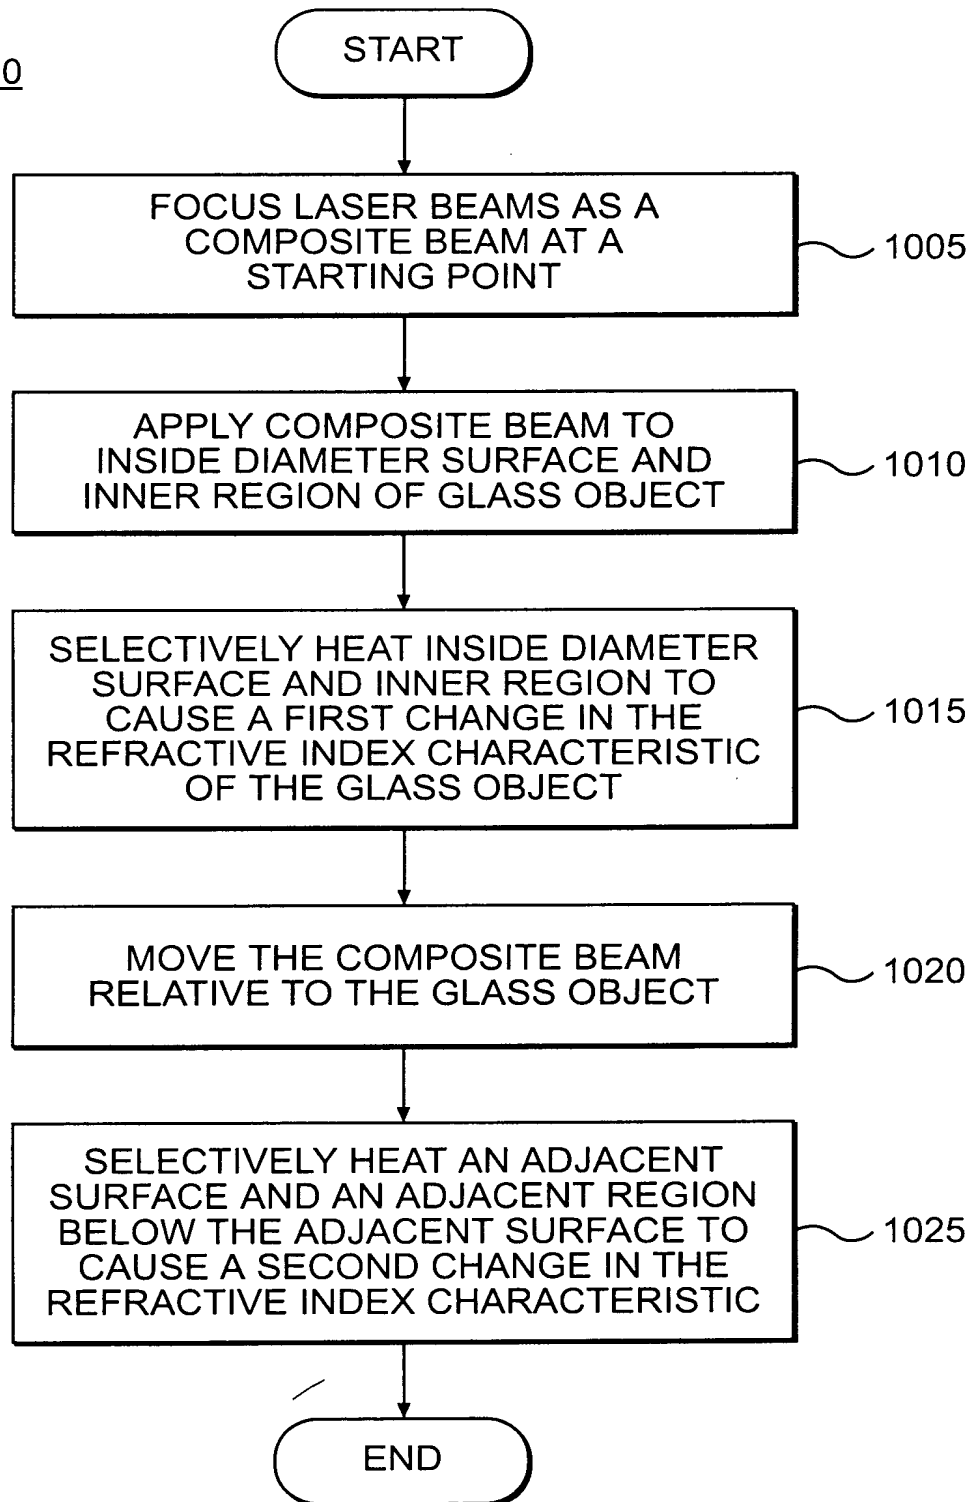 START
0
FOCUS LASER BEAMS AS A
COMPOSITE BEAM AT A
STARTING POINT
1005
APPLY COMPOSITE BEAM TO
INSIDE DIAMETER SURFACE AND
INNER REGION OF GLASS OBJECT
1010
SELECTIVELY HEAT INSIDE DIAMETER
SURFACE AND INNER REGION TO
CAUSE A FIRST CHANGE IN THE
REFRACTIVE INDEX CHARACTERISTIC
OF THE GLASS OBJECT
1015
MOVE THE COMPOSITE BEAM
RELATIVE TO THE GLASS OBJECT
1020
SELECTIVELY HEAT AN ADJACENT
SURFACE AND AN ADJACENT REGION
BELOW THE ADJACENT SURFACE TO
CAUSE A SECOND CHANGE IN THE
REFRACTIVE INDEX CHARACTERISTIC
1025
END